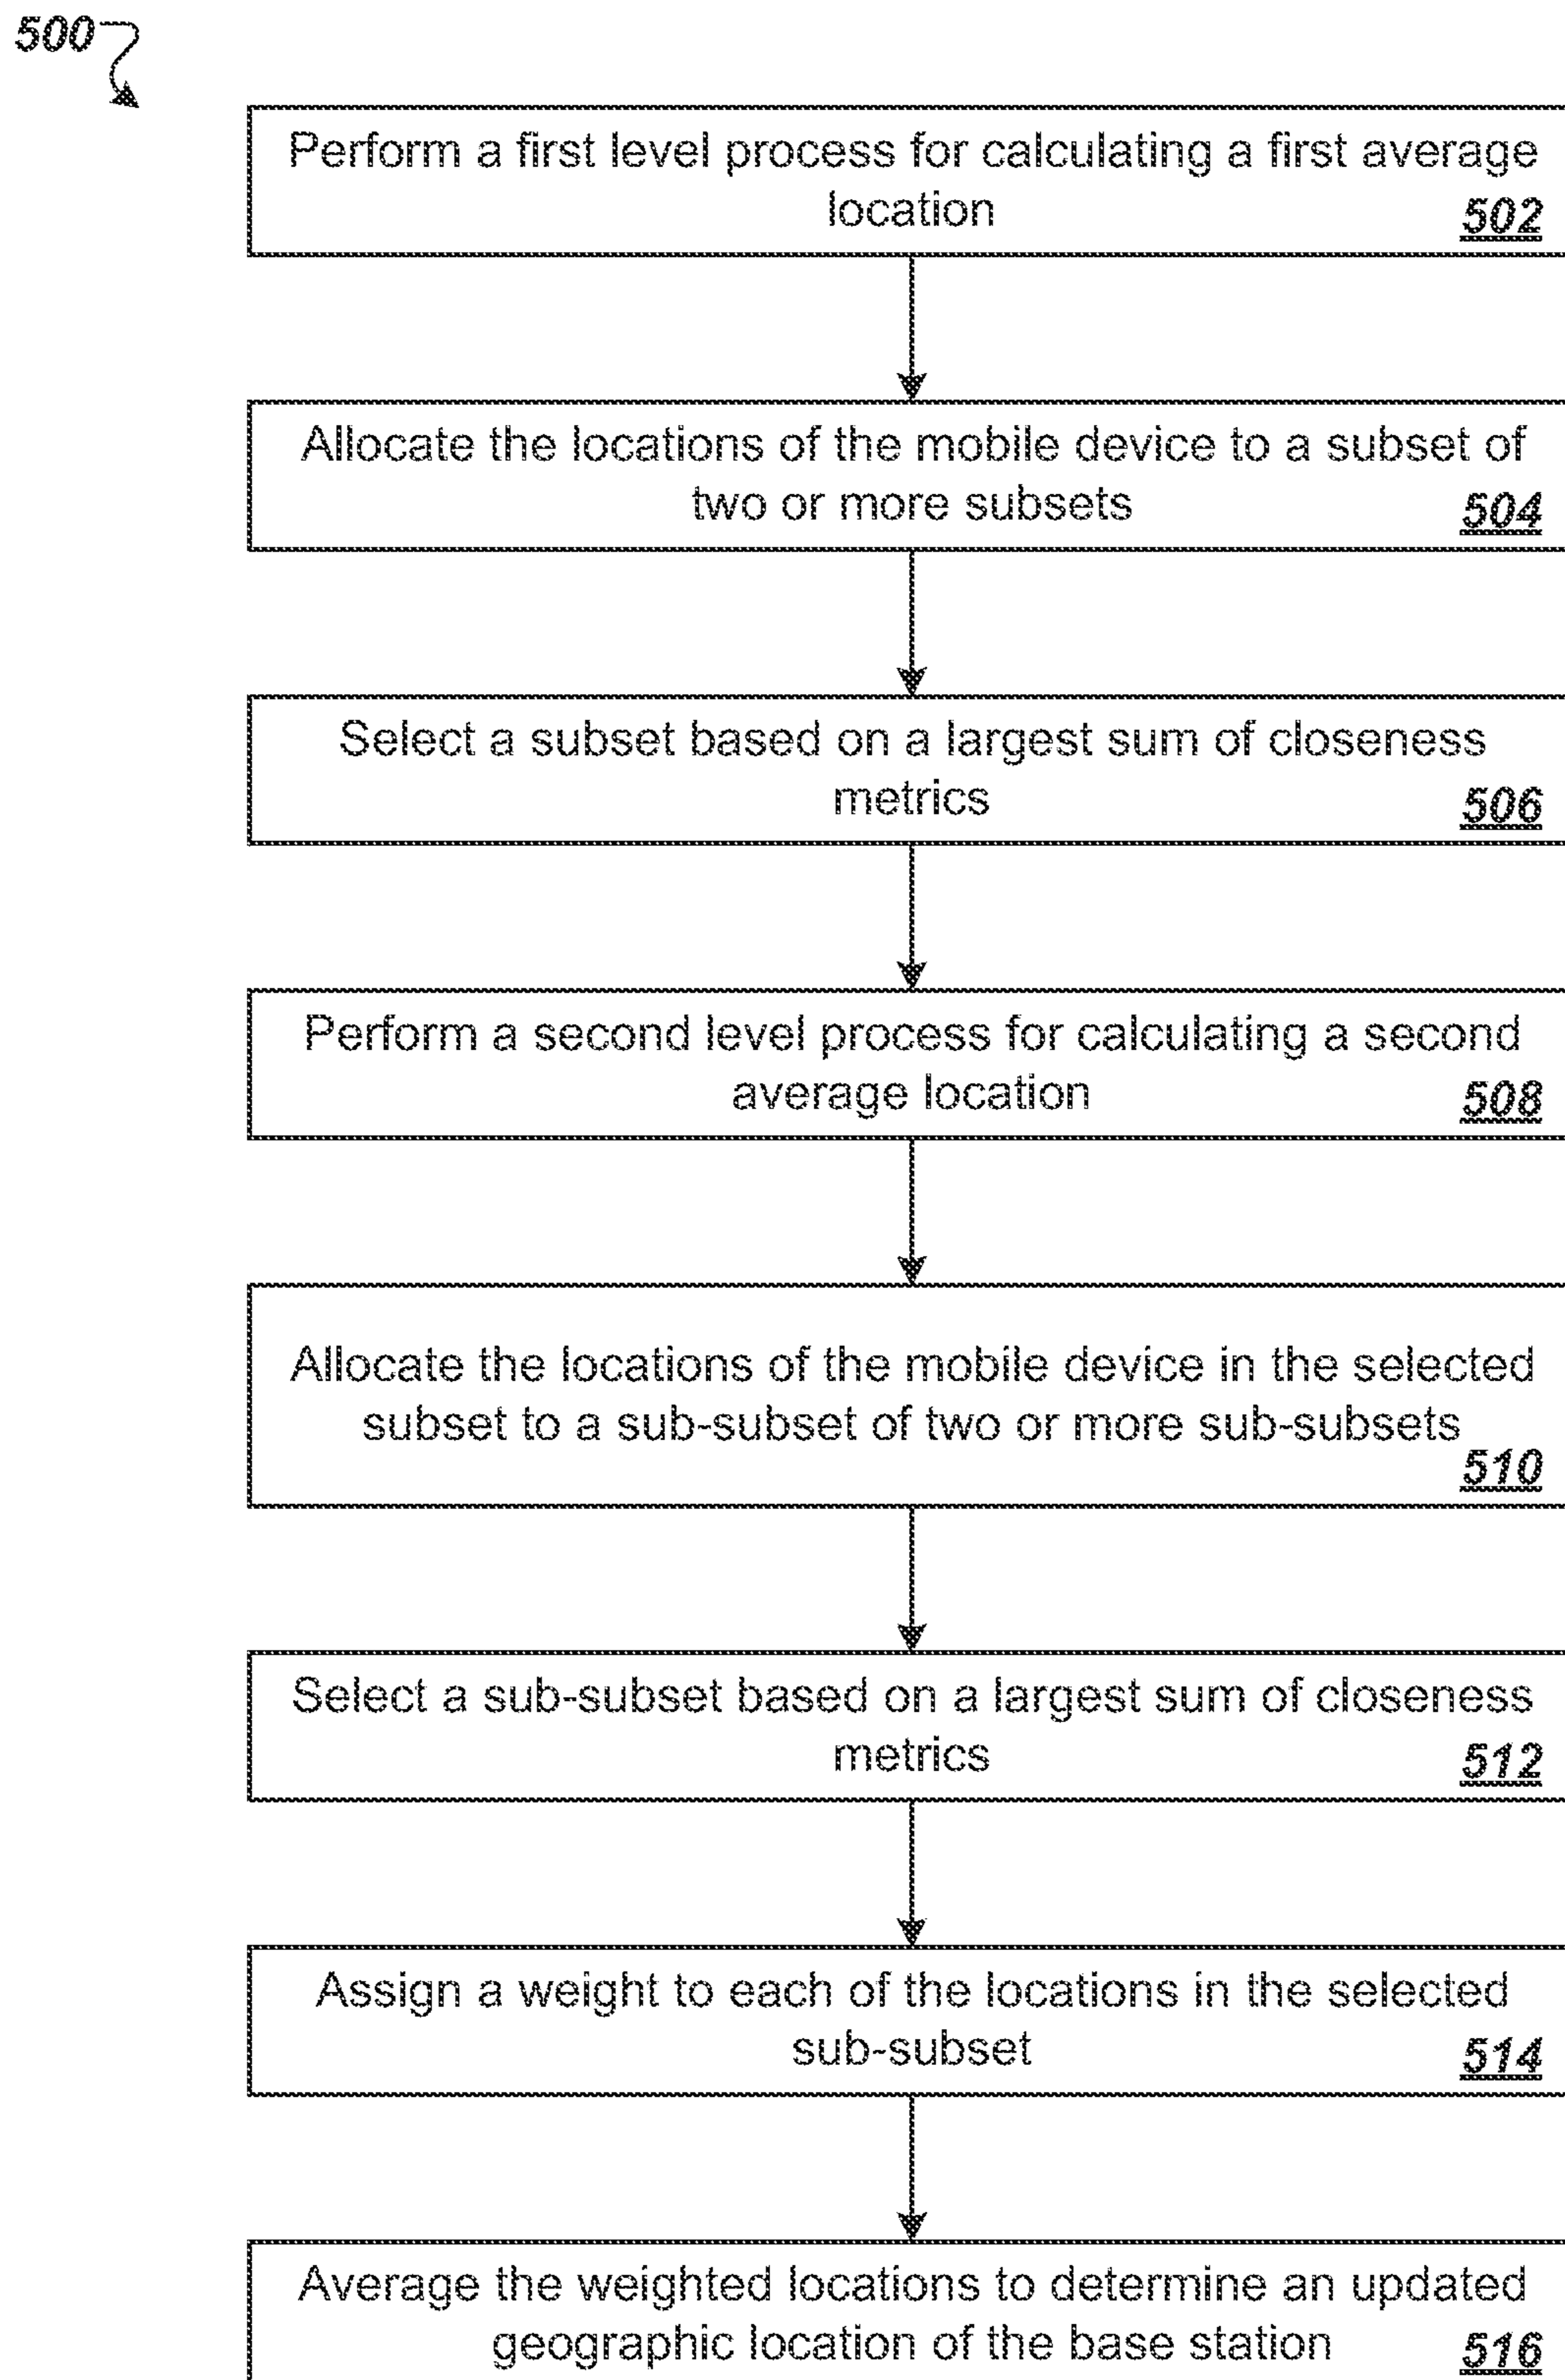 500
Perform a first level process for calculating a first average
location
502
Allocate the locations of the mobile device to a subset of
two or more subsets
504
Select a subset based on a largest sum of closeness
metrics
506
Perform a second level process for calculating a second
average location
508
Allocate the locations of the mobile device in the selected
subset to a sub-subset of two or more sub-subsets
510
Select a sub-subset based on a largest sum of closeness
metrics
512
Assign a weight to each of the locations in the selected
sub-subset
514
Average the weighted locations to determine an updated
geographic location of the base station
516